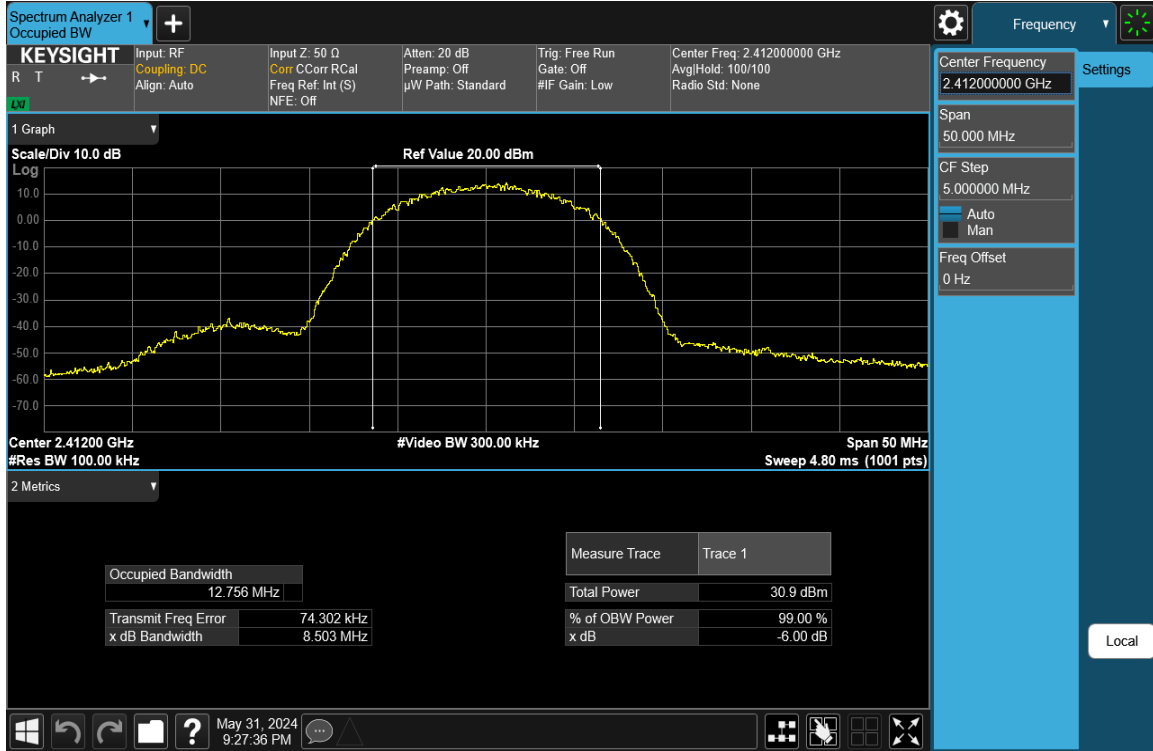 Spectrum Analyzer 1
Occupied BW
+
Frequency
KEYSIGHT
R T
LXI
Input: RF
Coupling: DC
Align: Auto
Input Z: 50 Ω
Corr CCorr RCal
Freq Ref: Int (S)
NFE: Off
Atten: 20 dB
Preamp: Off
µW Path: Standard
Trig: Free Run
Gate: Off
#IF Gain: Low
Center Freq: 2.412000000 GHz
Avg|Hold: 100/100
Radio Std: None
Center Frequency
2.412000000 GHz
Settings
Span
50.000 MHz
CF Step
5.000000 MHz
Auto
Man
Freq Offset
0 Hz
Local
1 Graph
Scale/Div 10.0 dB
Ref Value 20.00 dBm
Log
10.0
0.00
-10.0
-20.0
-30.0
-40.0
-50.0
-60.0
-70.0
Center 2.41200 GHz
#Video BW 300.00 kHz
Span 50 MHz
#Res BW 100.00 kHz
Sweep 4.80 ms (1001 pts)
2 Metrics
Measure Trace Trace 1
Occupied Bandwidth
12.756 MHz
Total Power 30.9 dBm
Transmit Freq Error 74.302 kHz
% of OBW Power 99.00 %
x dB Bandwidth 8.503 MHz
x dB -6.00 dB
?
May 31, 2024
9:27:36 PM